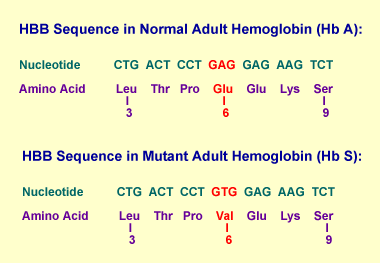 HBB Sequence in Normal Adult Hemoglobin (Hb A):
Nucleotide CTG ACT CCT GAG GAG AAG TCT
Amino Acid Leu Thr Pro Glu Glu Lys Ser
3 6 9
HBB Sequence in Mutant Adult Hemoglobin (Hb S):
Nucleotide CTG ACT CCT GTG GAG AAG TCT
Amino Acid Leu Thr Pro Val Glu Lys Ser
3 6 9